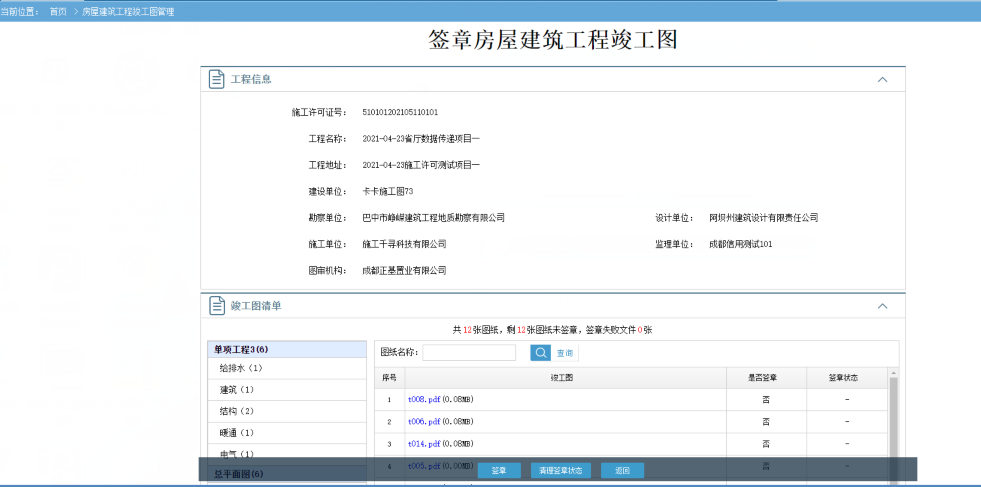 当前位置： 首页 > 房屋建筑工程竣工图管理
签章房屋建筑工程竣工图
工程信息
施工许可证号： 510101202105110101
工程名称： 2021-04-23省厅数据传递项目一
工程地址： 2021-04-23施工许可测试项目一
建设单位： 卡卡施工图73
勘察单位： 巴中市峥嵘建筑工程地质勘察有限公司 设计单位： 阿坝州建筑设计有限责任公司
施工单位： 施工千寻科技有限公司 监理单位： 成都信用测试101
图审机构： 成都正基置业有限公司
竣工图清单
共12张图纸，剩12张图纸未签章，签章失败文件0张
单项工程3(6) 图纸名称： 查询
给排水（1） 序号 竣工图 是否签章 签章状态
建筑（1） 1 t008.pdf(0.08MB) 否 -
结构（2） 2 t006.pdf(0.08MB) 否 -
暖通（1） 3 t014.pdf(0.08MB) 否 -
电气（1）
总平面图(6) 4 t005.pdf(0.00MB) 签章 清理签章状态 返回 否 -